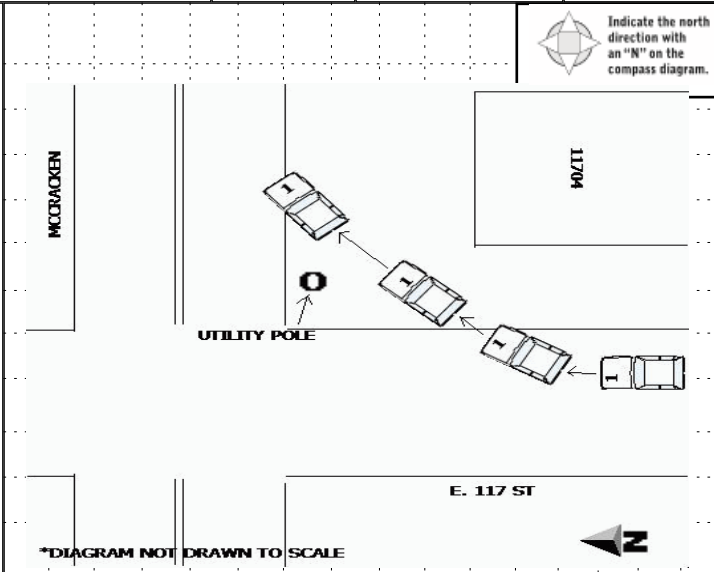 Indicate the north
direction with
an "N" on the
compass diagram.
MCCRACKEN
11704
1
1
1
1
O
UTILITY POLE
E. 117 ST
*DIAGRAM NOT DRAWN TO SCALE
N